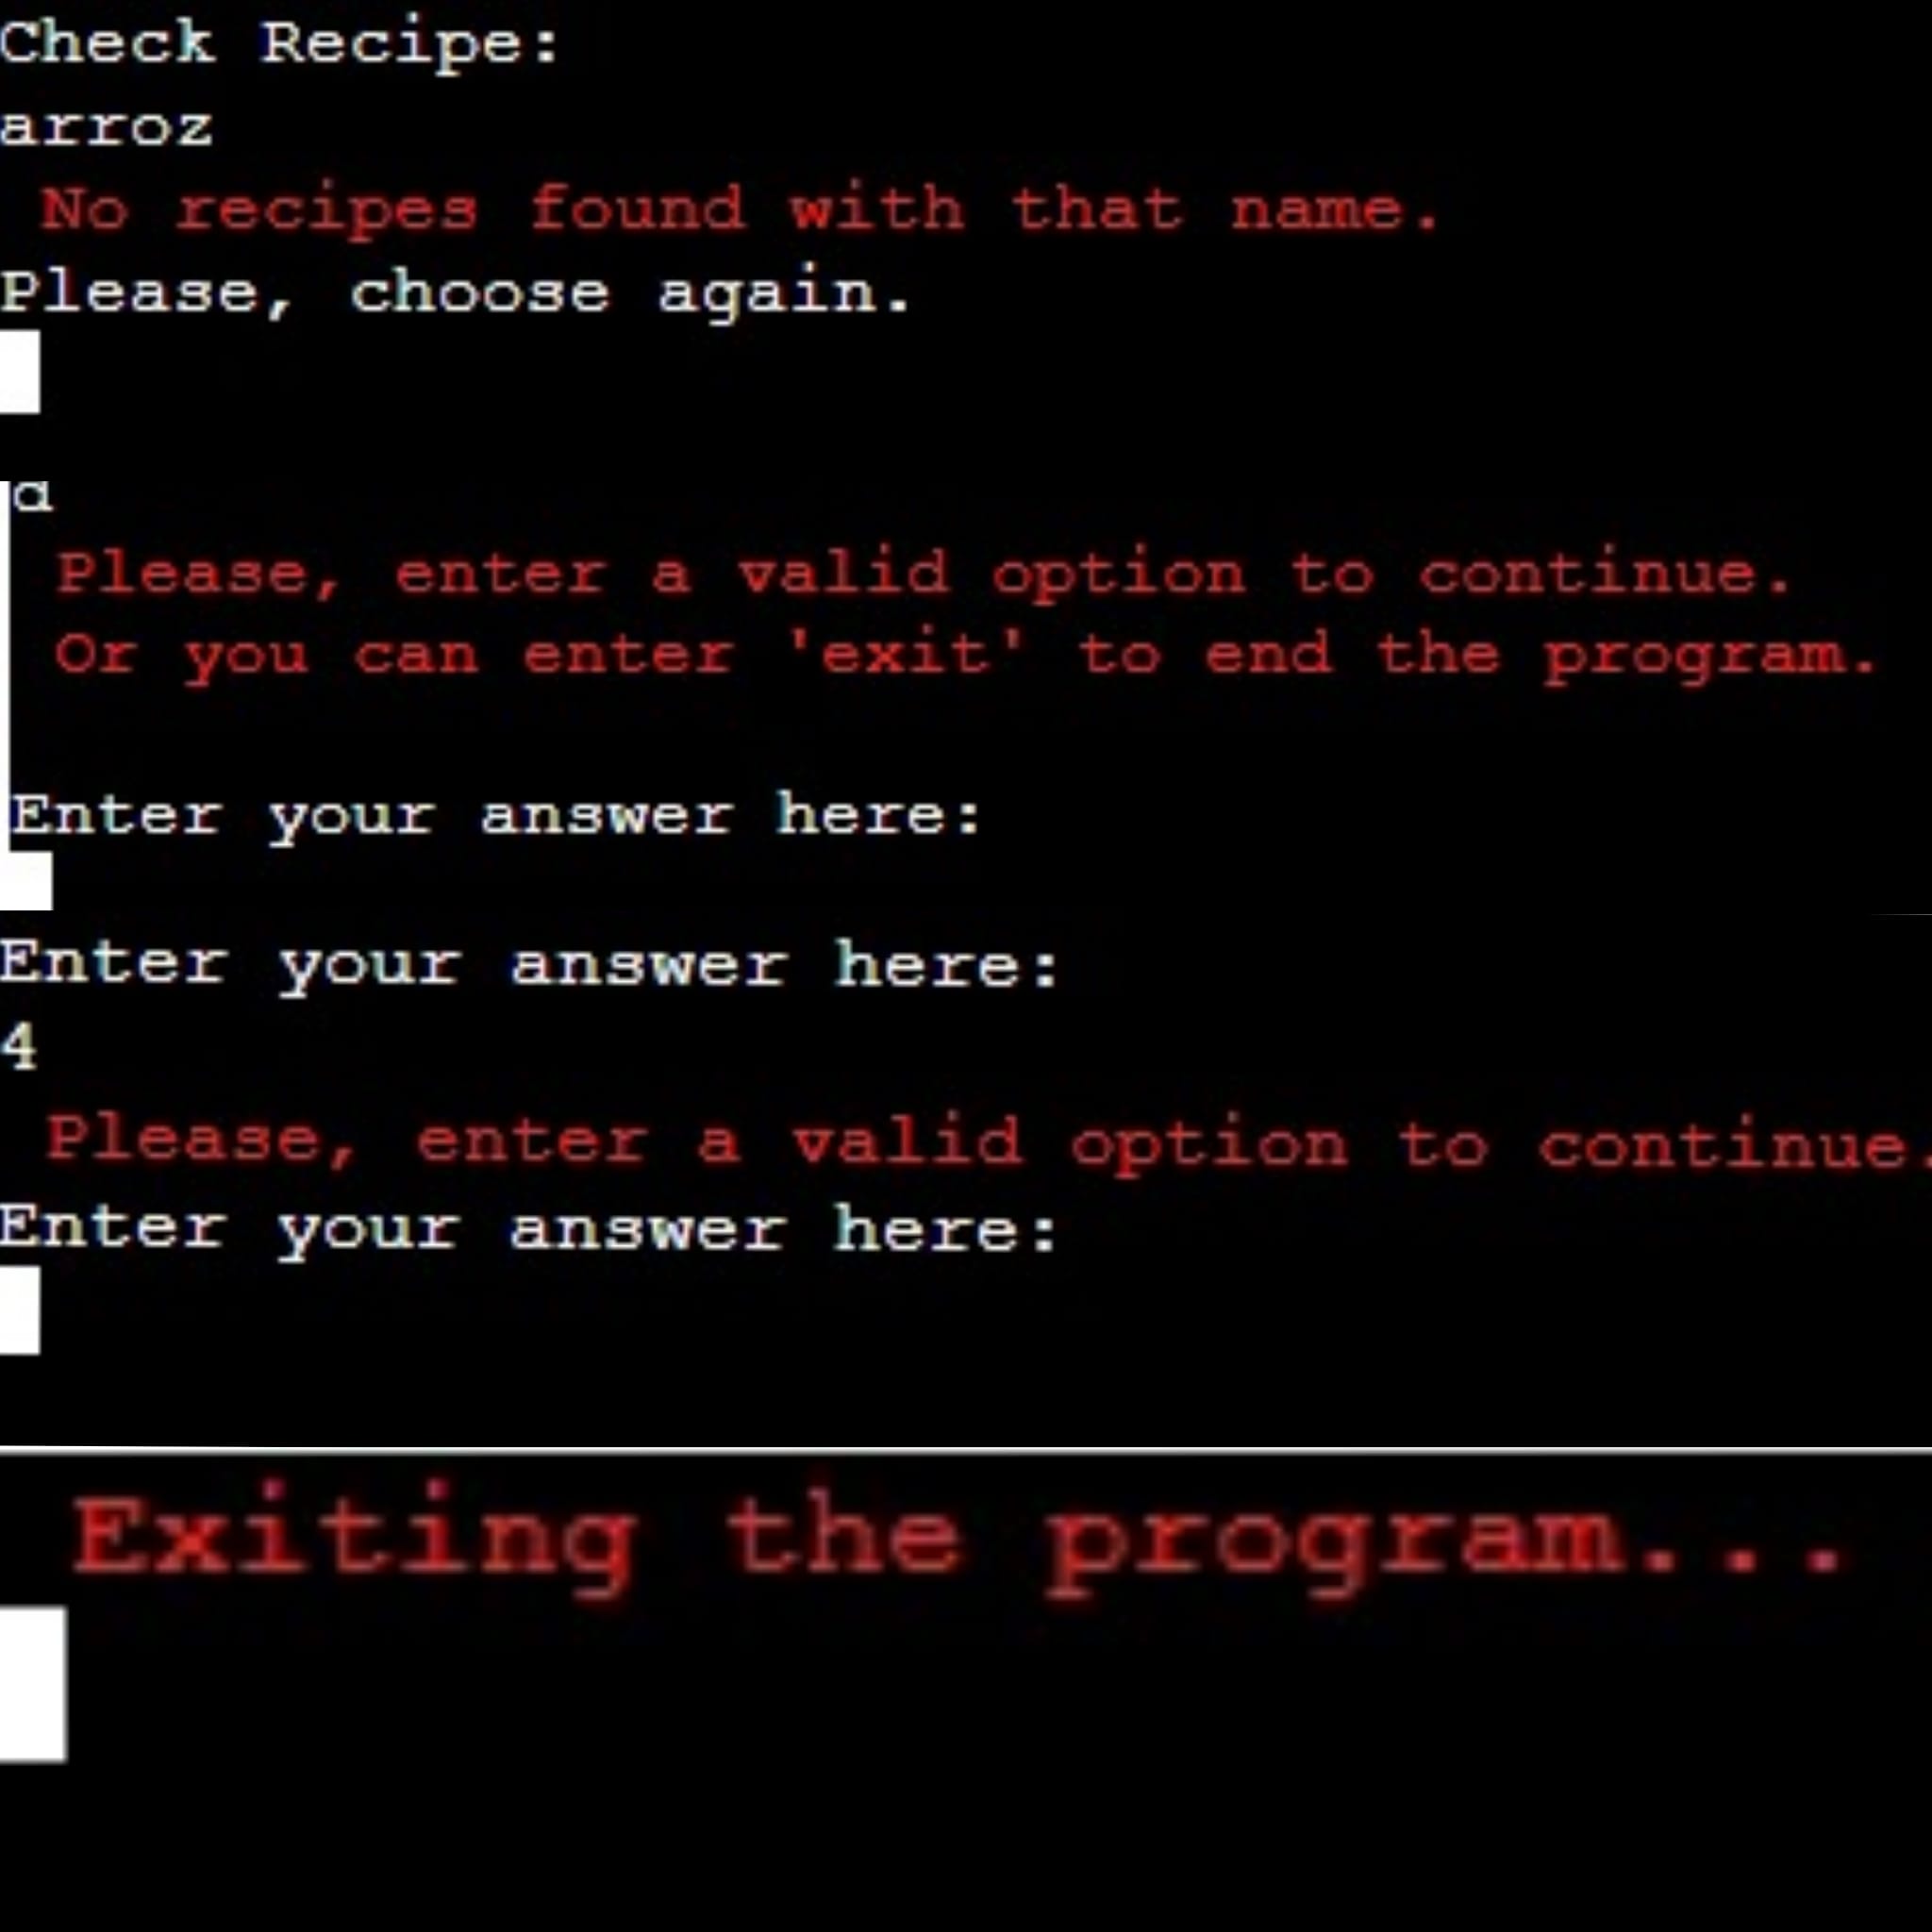 Check Recipe:
arroz
No recipes found with that name.
Please, choose again.
Please, enter a valid option to continue.
Or you can enter 'exit' to end the program.
Enter your answer here:
Enter your answer here:
4
Please, enter a valid option to continue.
Enter your answer here:
Exiting the program...